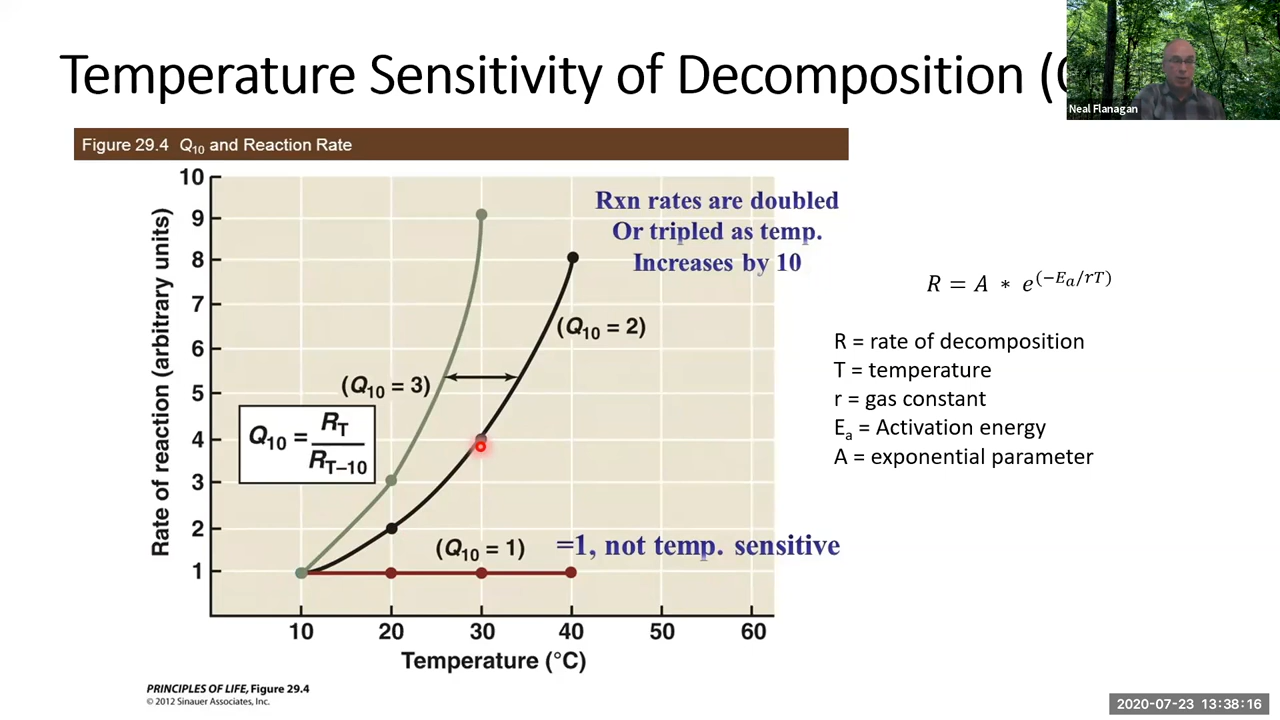 Temperature Sensitivity of Decomposition (
Neal Flanagan
Figure 29.4 Q10 and Reaction Rate
Rxn rates are doubled
Or tripled as temp.
Increases by 10
Rate of reaction (arbitrary units)
10
9
8
7
6
5
4
3
2
1
(Q10 = 2)
(Q10 = 3)
Q10 = RT / RT–10
(Q10 = 1)
=1, not temp. sensitive
10 20 30 40 50 60
Temperature (°C)
R = A * e^(−Ea/rT)
R = rate of decomposition
T = temperature
r = gas constant
Ea = Activation energy
A = exponential parameter
PRINCIPLES OF LIFE, Figure 29.4
© 2012 Sinauer Associates, Inc.
2020-07-23 13:38:16